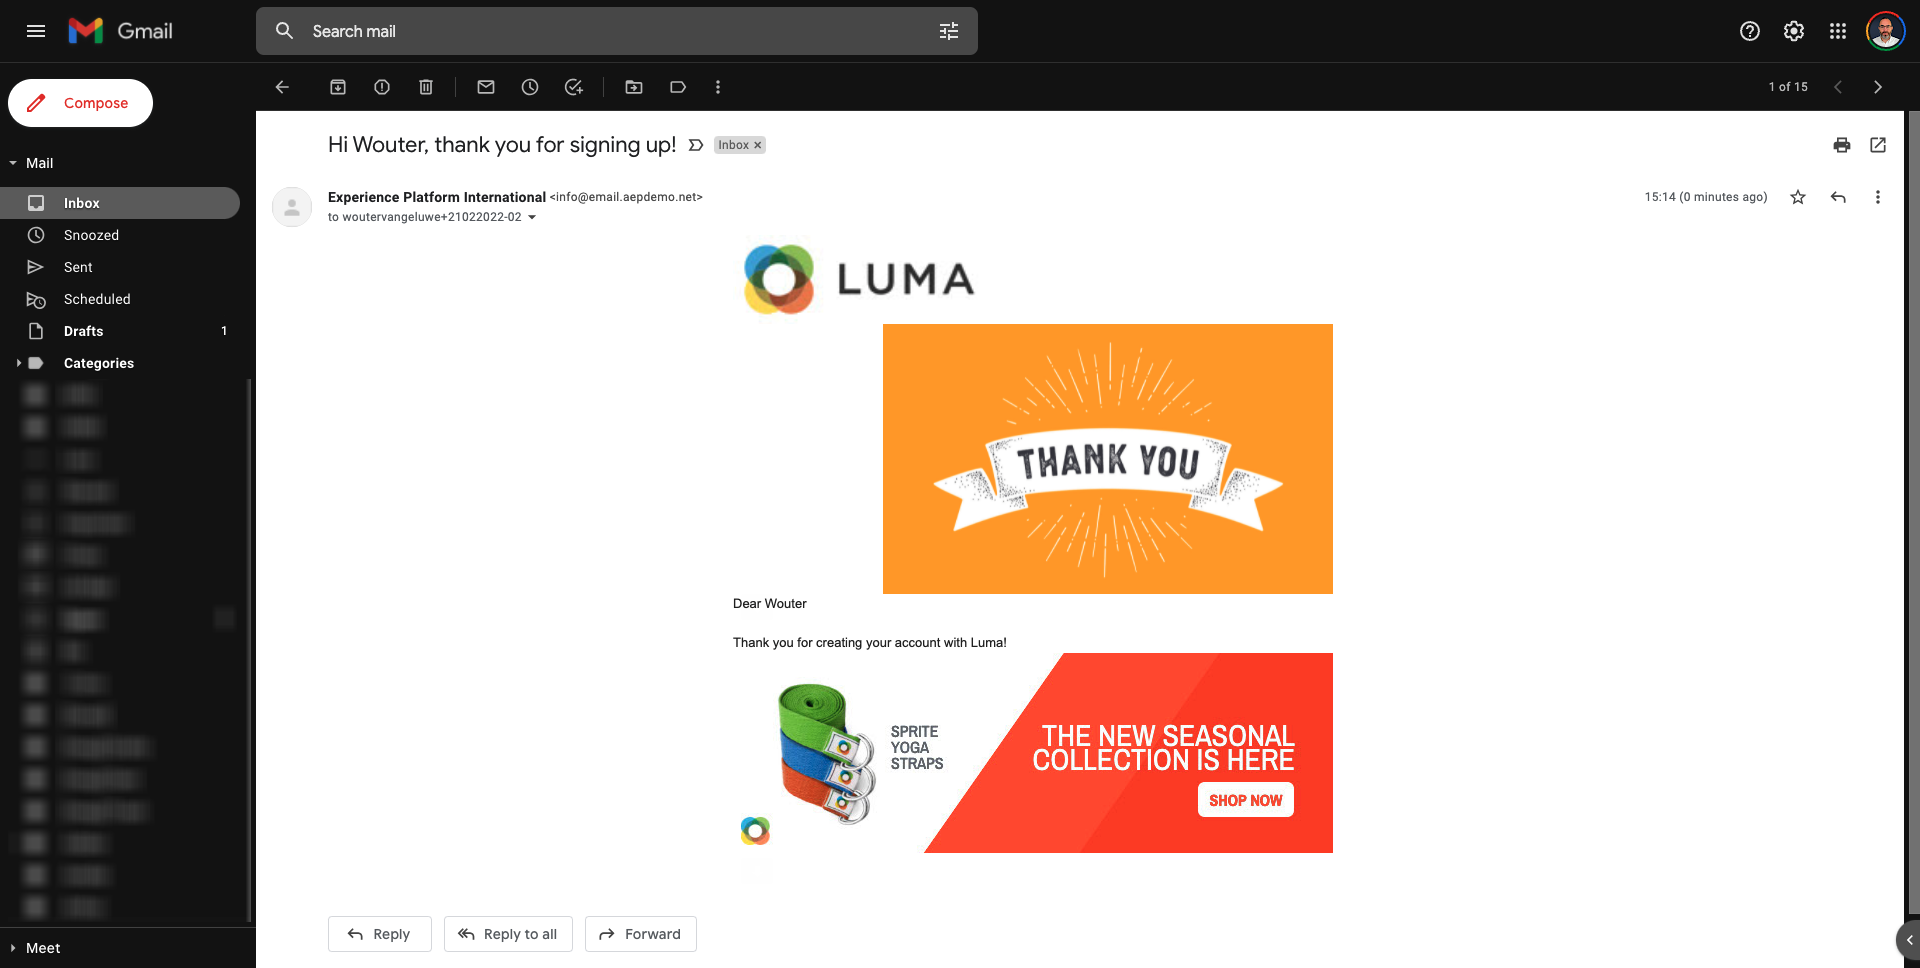 Gmail
Search mail
Compose
1 of 15
Mail
Inbox
Snoozed
Sent
Scheduled
Drafts 1
Categories
Meet
Hi Wouter, thank you for signing up! Inbox ×
Experience Platform International <info@email.aepdemo.net> 15:14 (0 minutes ago)
to woutervangeluwe+21022022-02
LUMA
THANK YOU
Dear Wouter
Thank you for creating your account with Luma!
SPRITE
YOGA
STRAPS
THE NEW SEASONAL
COLLECTION IS HERE
SHOP NOW
Reply Reply to all Forward